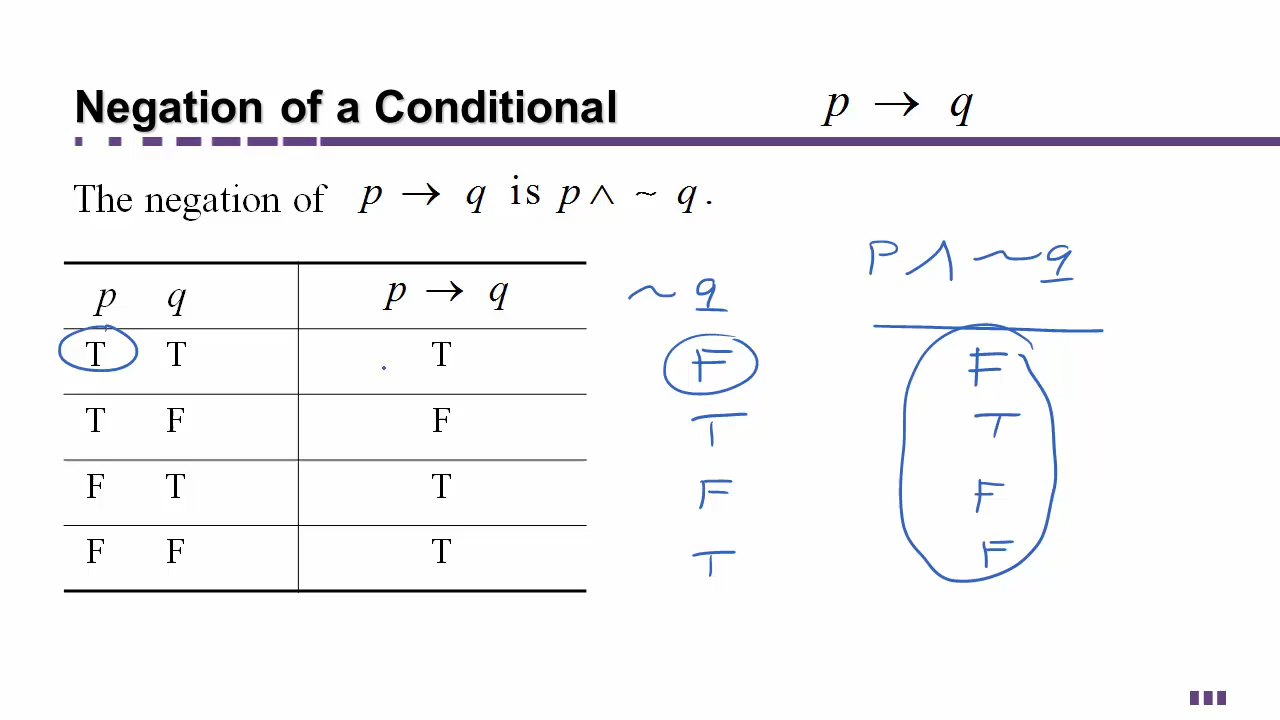 Negation of a Conditional p → q
The negation of p → q is p ∧ ~ q.
P ∧ ~q
p q p → q ~q
T T T F F
T F F T T
F T T F F
F F T T F